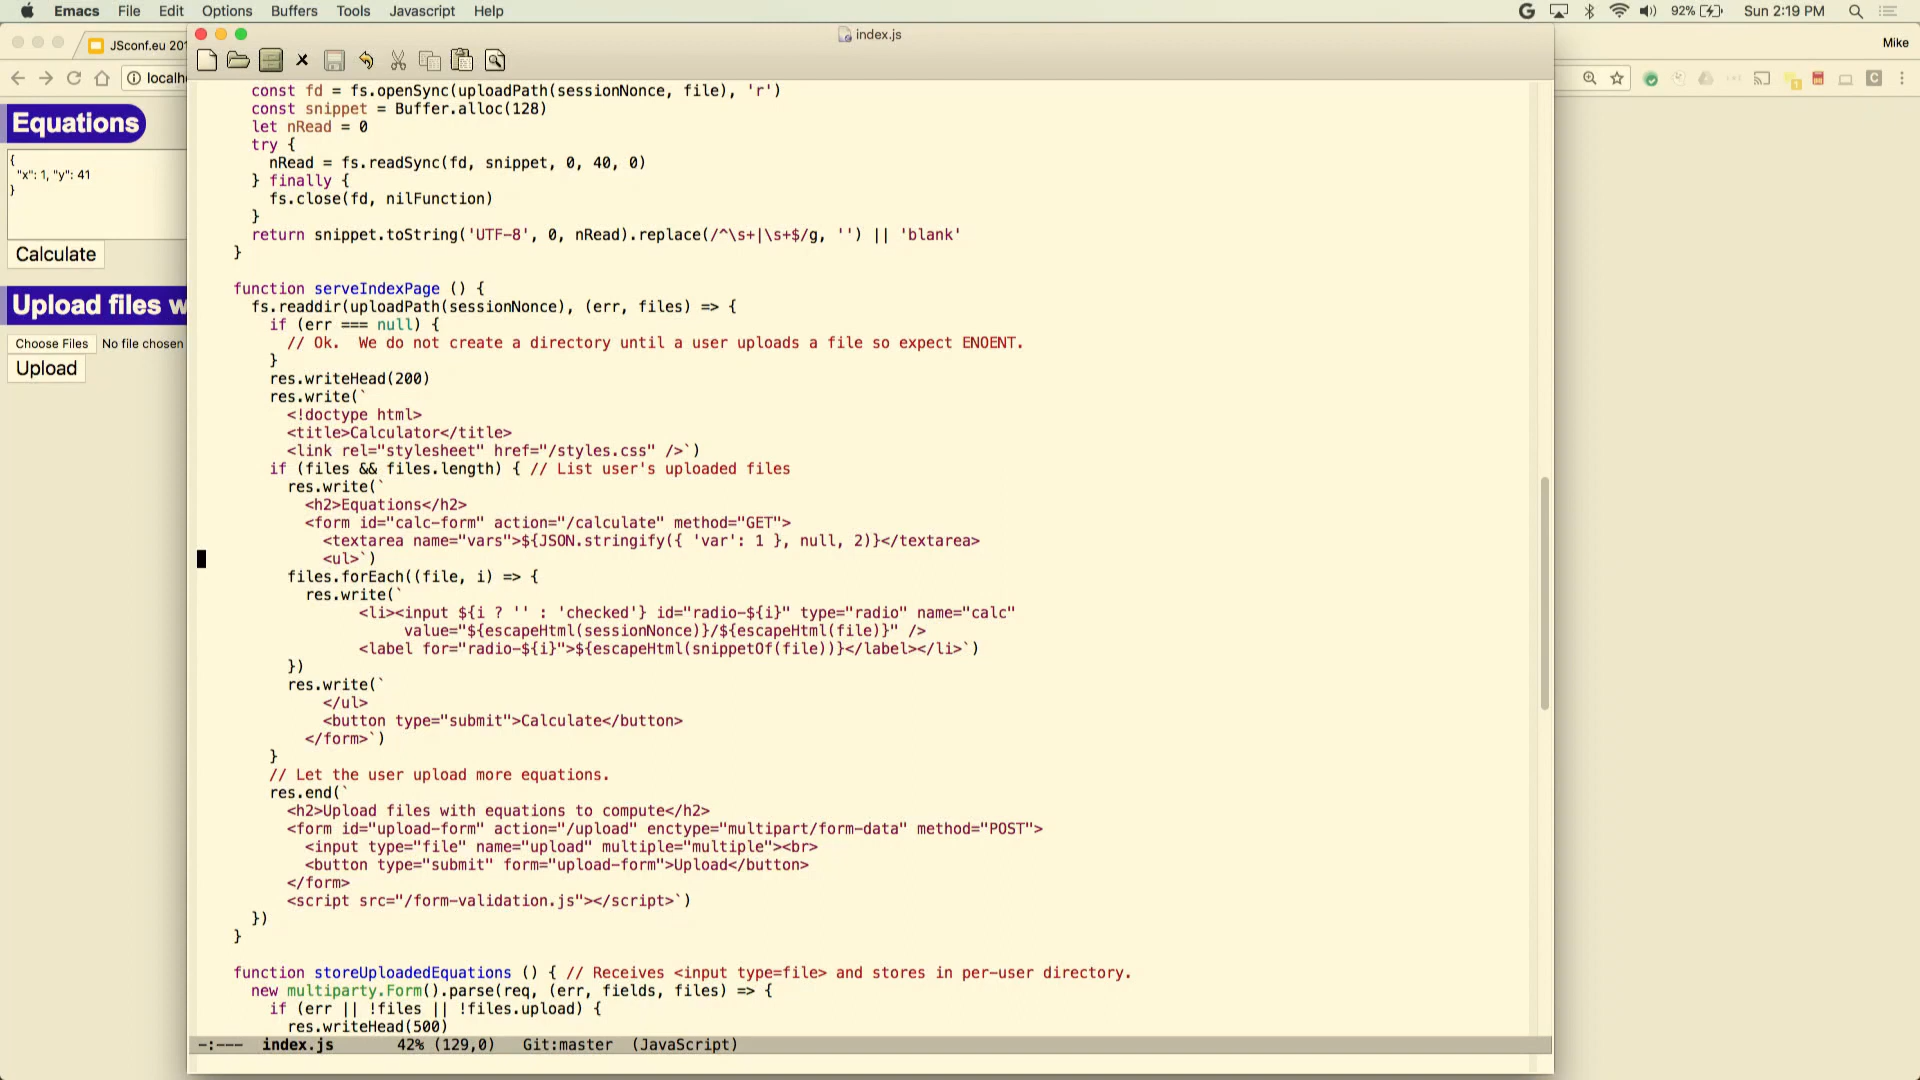 Emacs File Edit Options Buffers Tools Javascript Help
92% Sun 2:19 PM
index.js
JSconf.eu 201
Mike
localh
Equations
{
"x": 1, "y": 41
}
Calculate
Upload files w
Choose Files No file chosen
Upload
const fd = fs.openSync(uploadPath(sessionNonce, file), 'r')
const snippet = Buffer.alloc(128)
let nRead = 0
try {
nRead = fs.readSync(fd, snippet, 0, 40, 0)
} finally {
fs.close(fd, nilFunction)
}
return snippet.toString('UTF-8', 0, nRead).replace(/^\s+|\s+$/g, '') || 'blank'
}
function serveIndexPage () {
fs.readdir(uploadPath(sessionNonce), (err, files) => {
if (err === null) {
// Ok.  We do not create a directory until a user uploads a file so expect ENOENT.
}
res.writeHead(200)
res.write(`
<!doctype html>
<title>Calculator</title>
<link rel="stylesheet" href="/styles.css" />`)
if (files && files.length) { // List user's uploaded files
res.write(`
<h2>Equations</h2>
<form id="calc-form" action="/calculate" method="GET">
<textarea name="vars">${JSON.stringify({ 'var': 1 }, null, 2)}</textarea>
<ul>`)
files.forEach((file, i) => {
res.write(`
<li><input ${i ? '' : 'checked'} id="radio-${i}" type="radio" name="calc"
value="${escapeHtml(sessionNonce)}/${escapeHtml(file)}" />
<label for="radio-${i}">${escapeHtml(snippetOf(file))}</label></li>`)
})
res.write(`
</ul>
<button type="submit">Calculate</button>
</form>`)
}
// Let the user upload more equations.
res.end(`
<h2>Upload files with equations to compute</h2>
<form id="upload-form" action="/upload" enctype="multipart/form-data" method="POST">
<input type="file" name="upload" multiple="multiple"><br>
<button type="submit" form="upload-form">Upload</button>
</form>
<script src="/form-validation.js"></script>`)
})
}
function storeUploadedEquations () { // Receives <input type=file> and stores in per-user directory.
new multiparty.Form().parse(req, (err, fields, files) => {
if (err || !files || !files.upload) {
res.writeHead(500)
-:--- index.js 42% (129,0) Git:master (JavaScript)